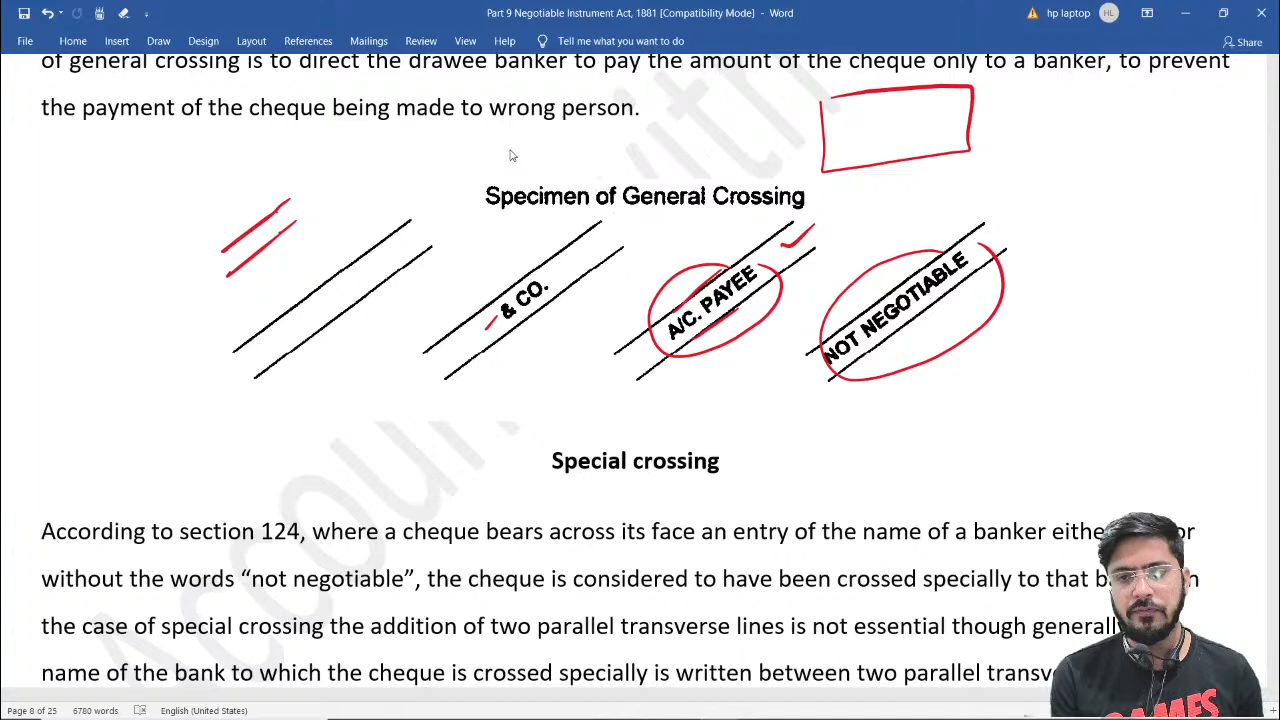 Part 9 Negotiable Instrument Act, 1881 [Compatibility Mode] - Word
hp laptop HL
File Home Insert Draw Design Layout References Mailings Review View Help Tell me what you want to do Share
of general crossing is to direct the drawee banker to pay the amount of the cheque only to a banker, to prevent
the payment of the cheque being made to wrong person.
Specimen of General Crossing
& CO.
A/C. PAYEE
NOT NEGOTIABLE
Special crossing
According to section 124, where a cheque bears across its face an entry of the name of a banker or
without the words “not negotiable”, the cheque is considered to have been crossed specially to that
the case of special crossing the addition of two parallel transverse lines is not essential though
name of the bank to which the cheque is crossed specially is written between two parallel
Page 8 of 25 6780 words English (United States)
GAMES